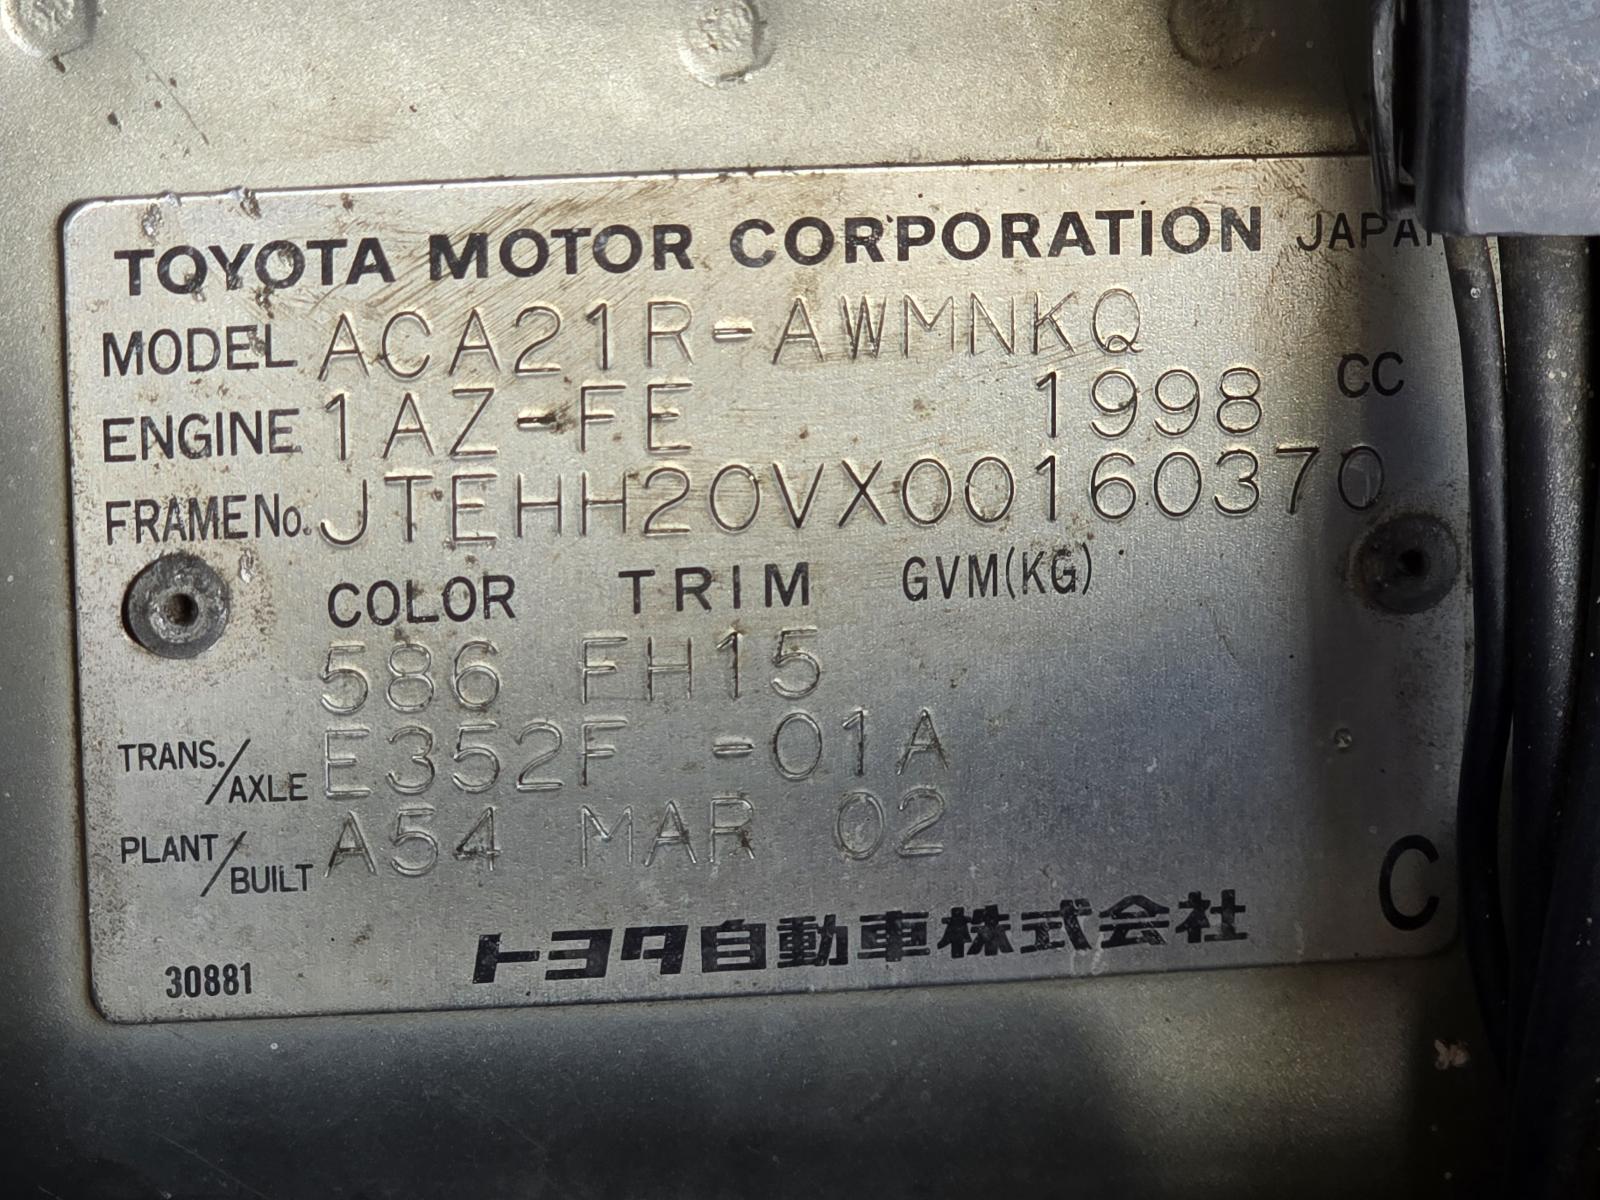 TOYOTA MOTOR CORPORATION JAPAN
MODEL ACA21R-AWMNKQ
ENGINE 1AZ-FE 1998 CC
FRAME No. JTEHH20VX00160370
COLOR TRIM GVM(KG)
586 FH15
TRANS./AXLE E352F -01A
PLANT/BUILT A54 MAR 02
C
トヨタ自動車株式会社
30881